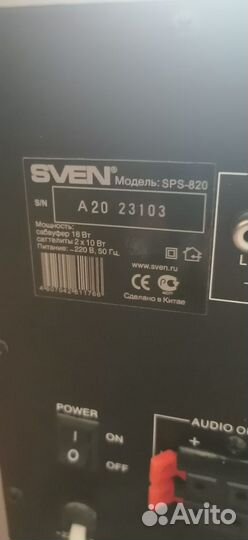 SVEN® Модель: SPS-820
S/N A20 23103
Мощность:
сабвуфер 18 Вт
сателлиты 2 x 10 Вт
Питание: ~220 В, 50 Гц.
www.sven.ru
CE
Сделано в Китае
L
POWER
I ON
O OFF
AUDIO O
+
Avito